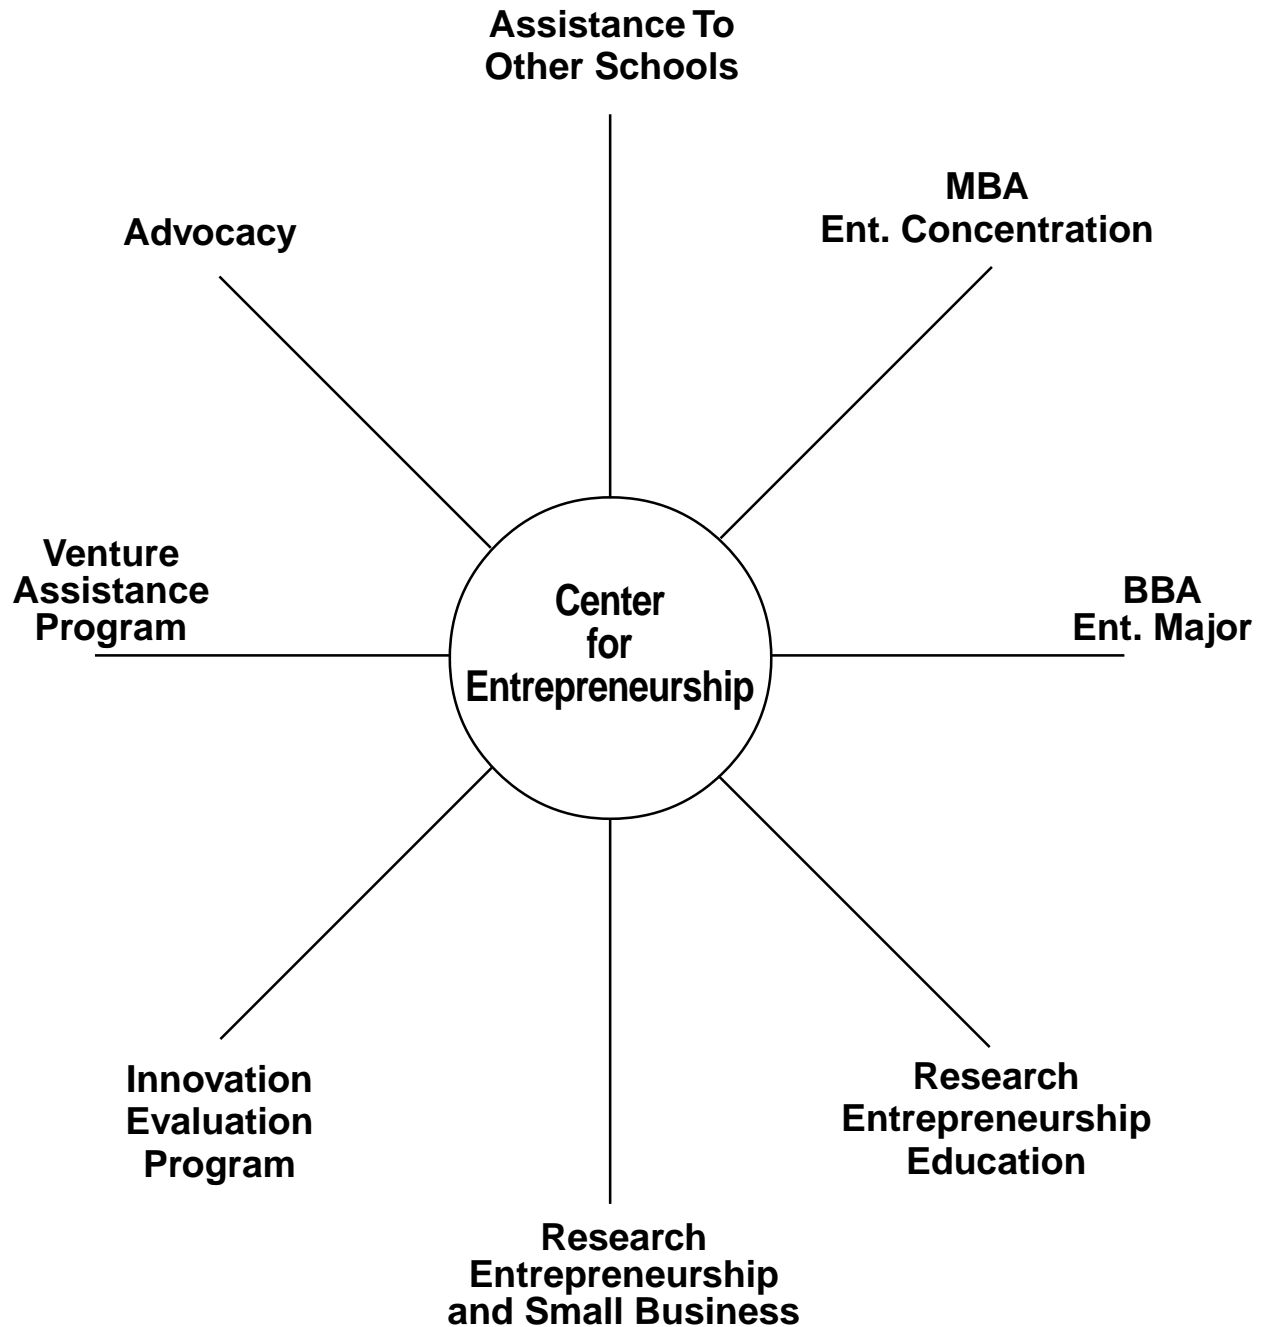 Assistance To
Other Schools
MBA
Ent. Concentration
Advocacy
Venture
Assistance
Program
Center
for
Entrepreneurship
BBA
Ent. Major
Innovation
Evaluation
Program
Research
Entrepreneurship
Education
Research
Entrepreneurship
and Small Business